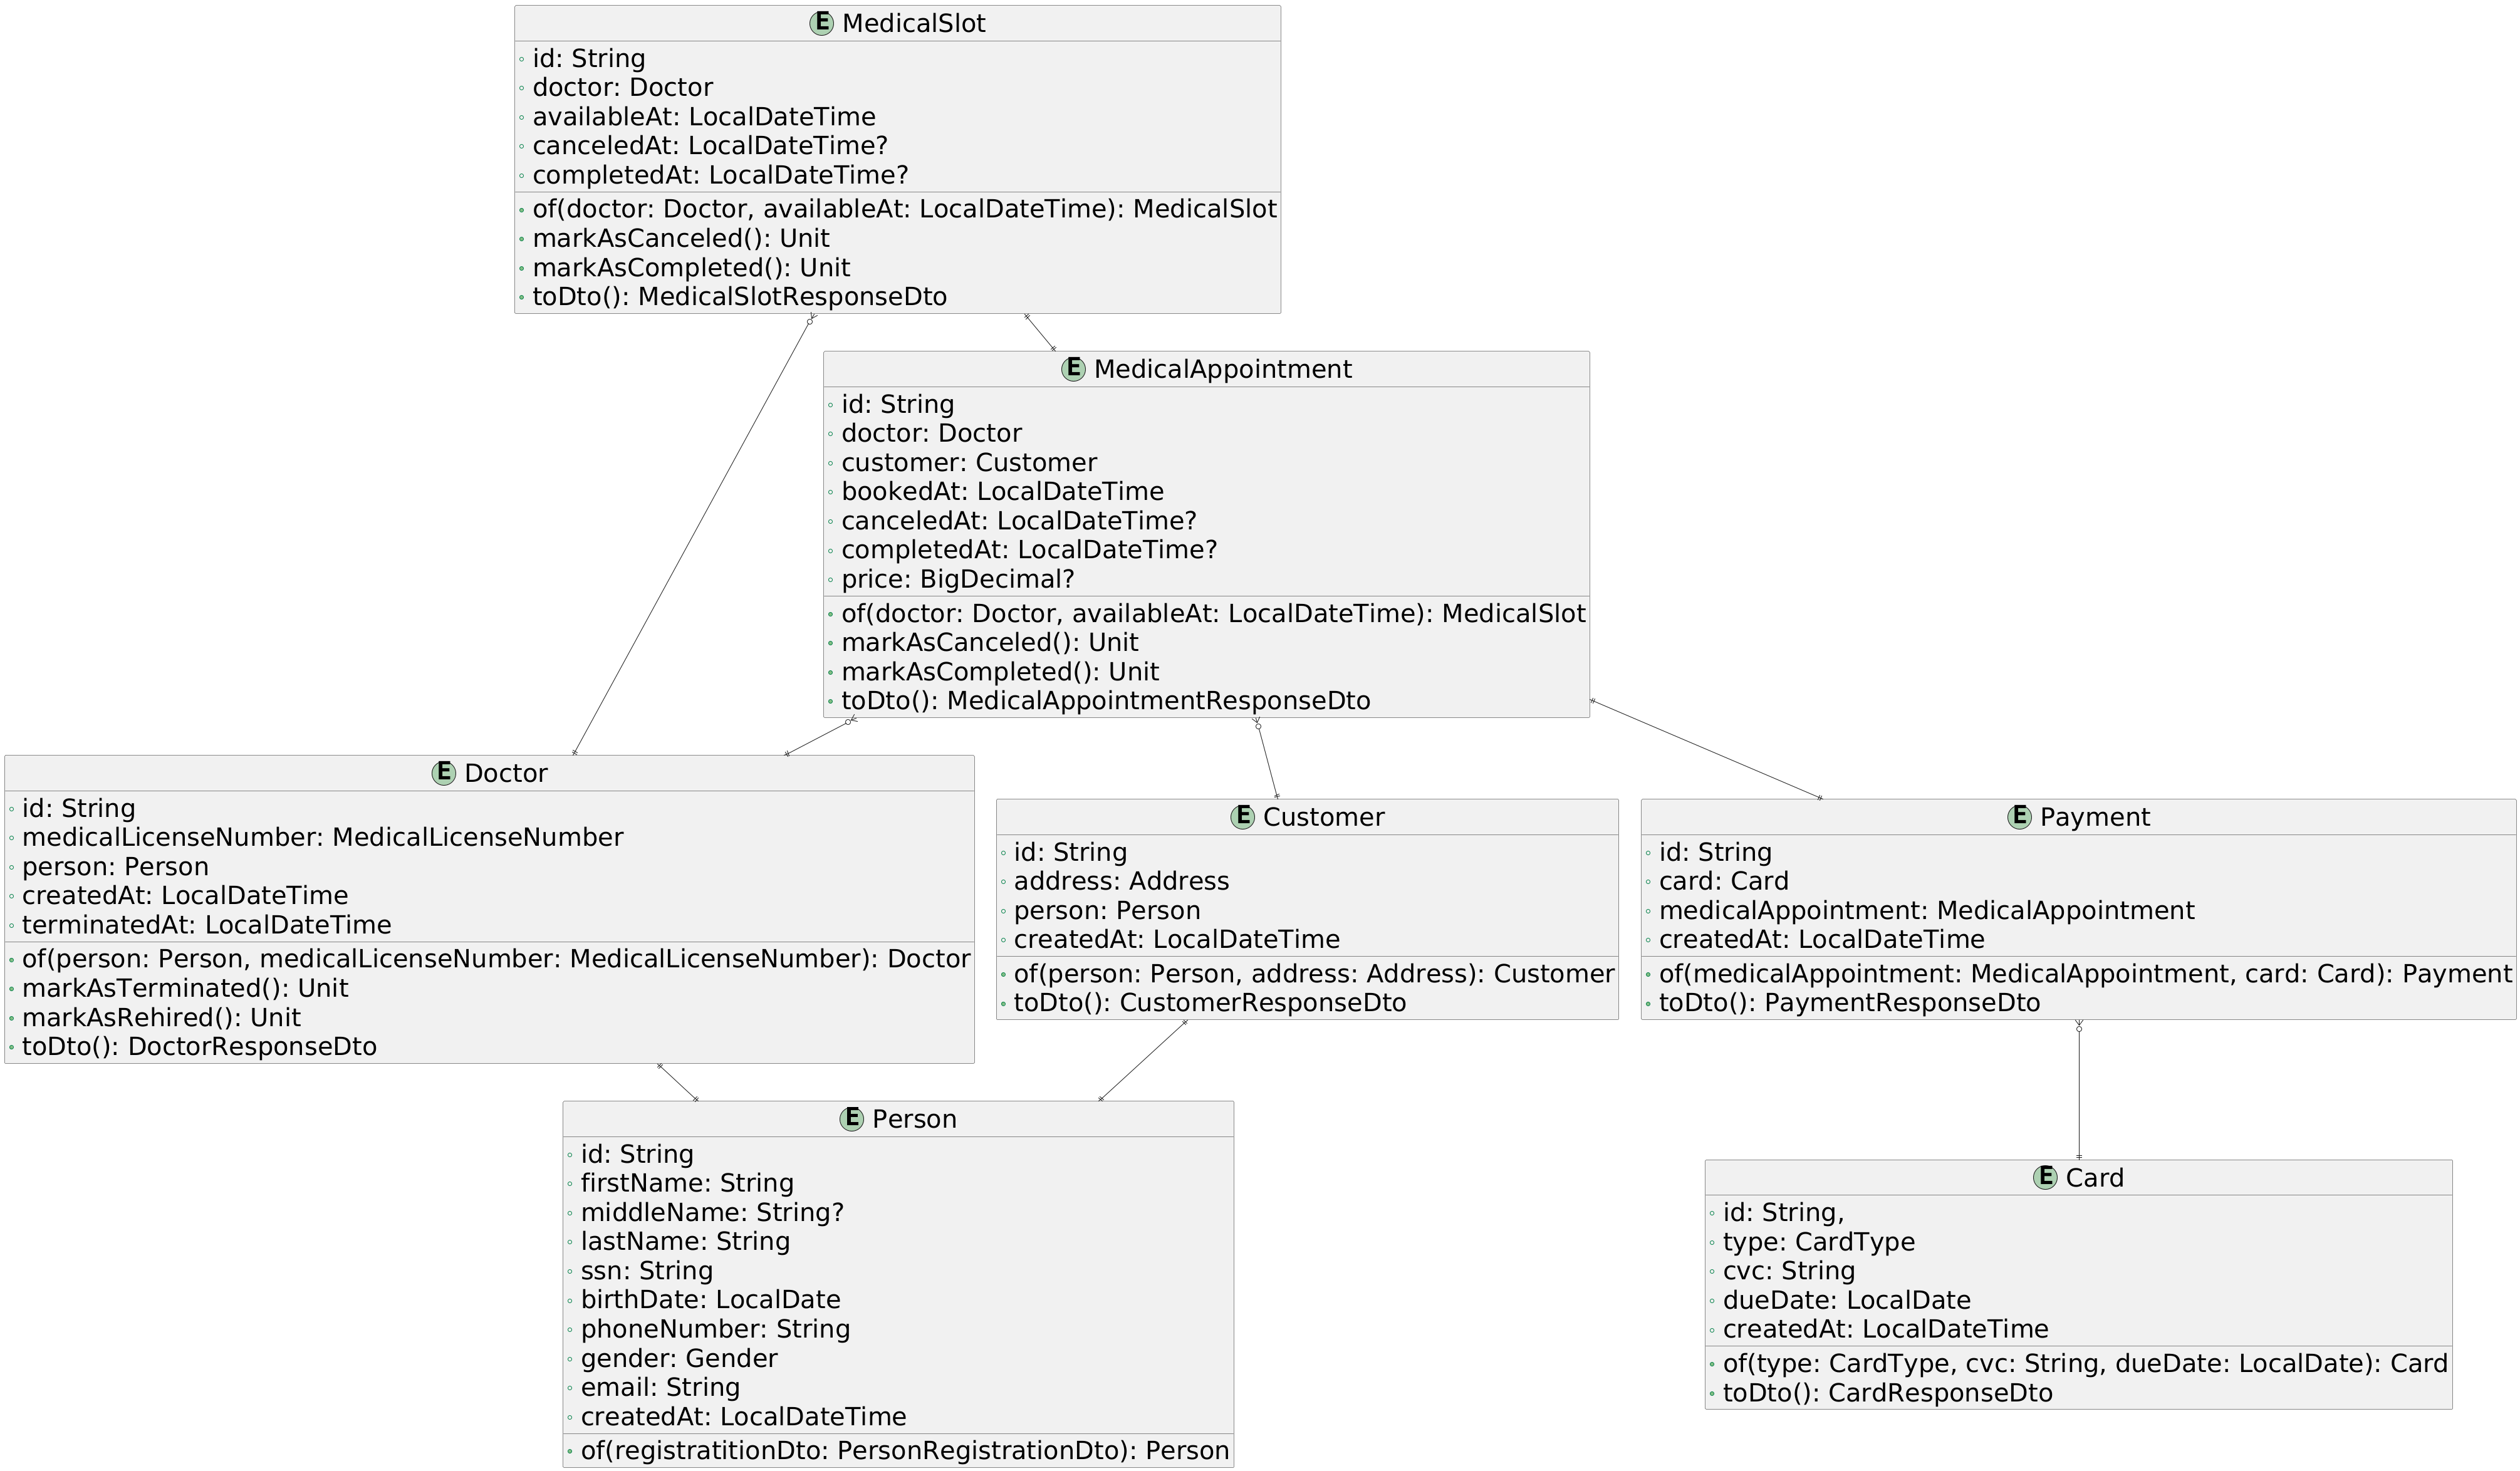 E MedicalSlot
id: String
doctor: Doctor
availableAt: LocalDateTime
canceledAt: LocalDateTime?
completedAt: LocalDateTime?
of(doctor: Doctor, availableAt: LocalDateTime): MedicalSlot
markAsCanceled(): Unit
markAsCompleted(): Unit
toDto(): MedicalSlotResponseDto
E MedicalAppointment
id: String
doctor: Doctor
customer: Customer
bookedAt: LocalDateTime
canceledAt: LocalDateTime?
completedAt: LocalDateTime?
price: BigDecimal?
of(doctor: Doctor, availableAt: LocalDateTime): MedicalSlot
markAsCanceled(): Unit
markAsCompleted(): Unit
toDto(): MedicalAppointmentResponseDto
E Doctor
id: String
medicalLicenseNumber: MedicalLicenseNumber
person: Person
createdAt: LocalDateTime
terminatedAt: LocalDateTime
of(person: Person, medicalLicenseNumber: MedicalLicenseNumber): Doctor
markAsTerminated(): Unit
markAsRehired(): Unit
toDto(): DoctorResponseDto
E Customer
id: String
address: Address
person: Person
createdAt: LocalDateTime
of(person: Person, address: Address): Customer
toDto(): CustomerResponseDto
E Payment
id: String
card: Card
medicalAppointment: MedicalAppointment
createdAt: LocalDateTime
of(medicalAppointment: MedicalAppointment, card: Card): Payment
toDto(): PaymentResponseDto
E Person
id: String
firstName: String
middleName: String?
lastName: String
ssn: String
birthDate: LocalDate
phoneNumber: String
gender: Gender
email: String
createdAt: LocalDateTime
of(registratitionDto: PersonRegistrationDto): Person
E Card
id: String,
type: CardType
cvc: String
dueDate: LocalDate
createdAt: LocalDateTime
of(type: CardType, cvc: String, dueDate: LocalDate): Card
toDto(): CardResponseDto